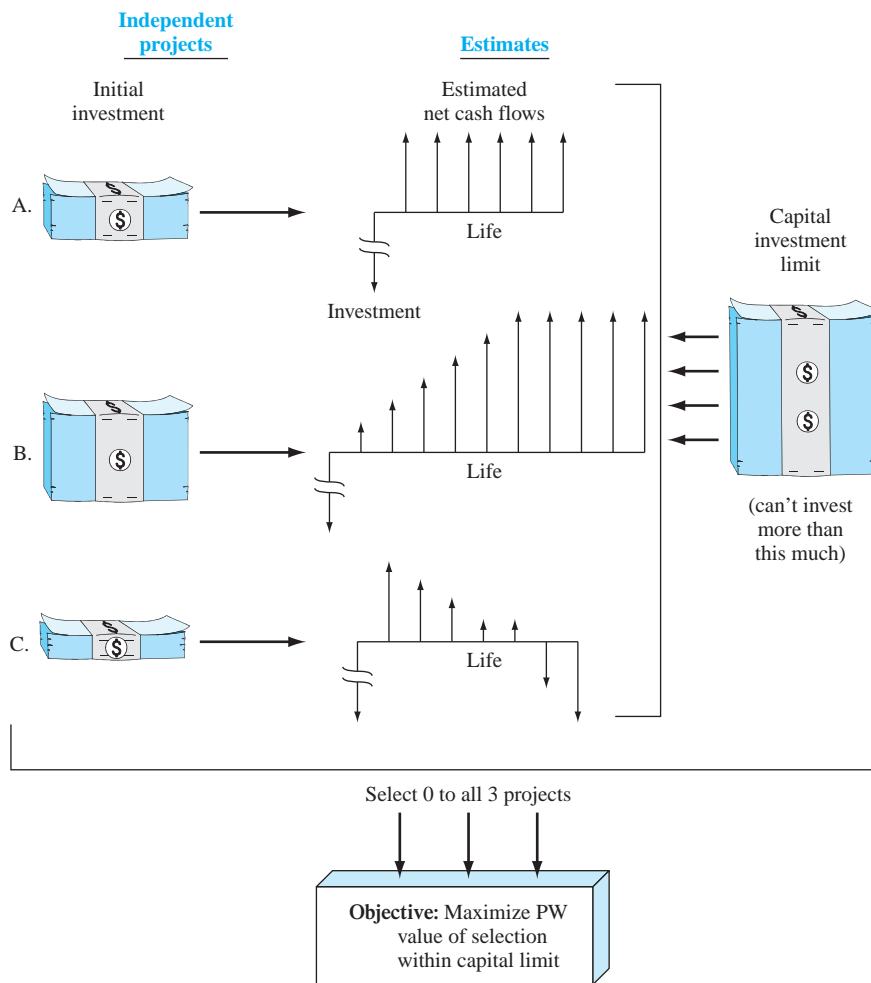 Independent
projects
Estimates
Initial
investment
Estimated
net cash flows
A.
$
$
Life
Investment
Capital
investment
limit
$
$
$
(can't invest
more than
this much)
B.
$
$
Life
C.
$
$
Life
Select 0 to all 3 projects
Objective: Maximize PW
value of selection
within capital limit